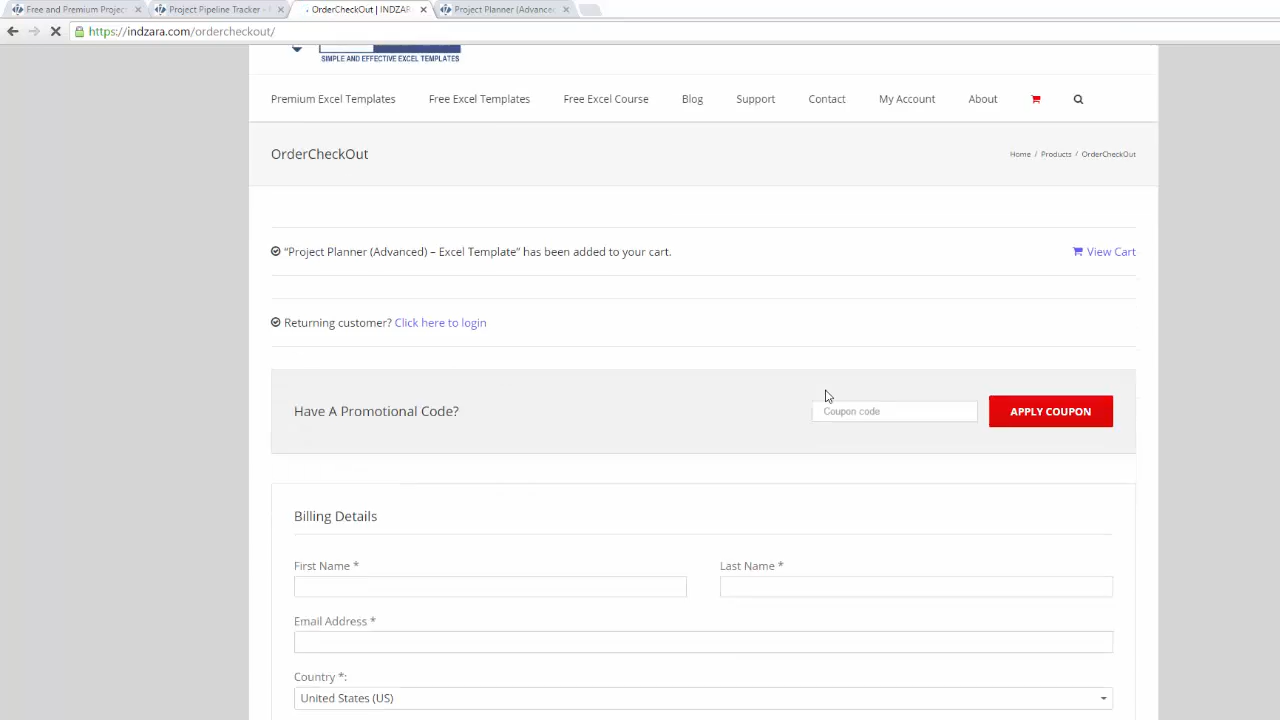 Free and Premium Project
Project Pipeline Tracker -
OrderCheckOut | INDZAR
Project Planner (Advanced
https://indzara.com/ordercheckout/
SIMPLE AND EFFECTIVE EXCEL TEMPLATES
Premium Excel Templates Free Excel Templates Free Excel Course Blog Support Contact My Account About
OrderCheckOut
Home / Products / OrderCheckOut
“Project Planner (Advanced) – Excel Template” has been added to your cart.
View Cart
Returning customer? Click here to login
Have A Promotional Code?
Coupon code
APPLY COUPON
Billing Details
First Name *
Last Name *
Email Address *
Country *:
United States (US)